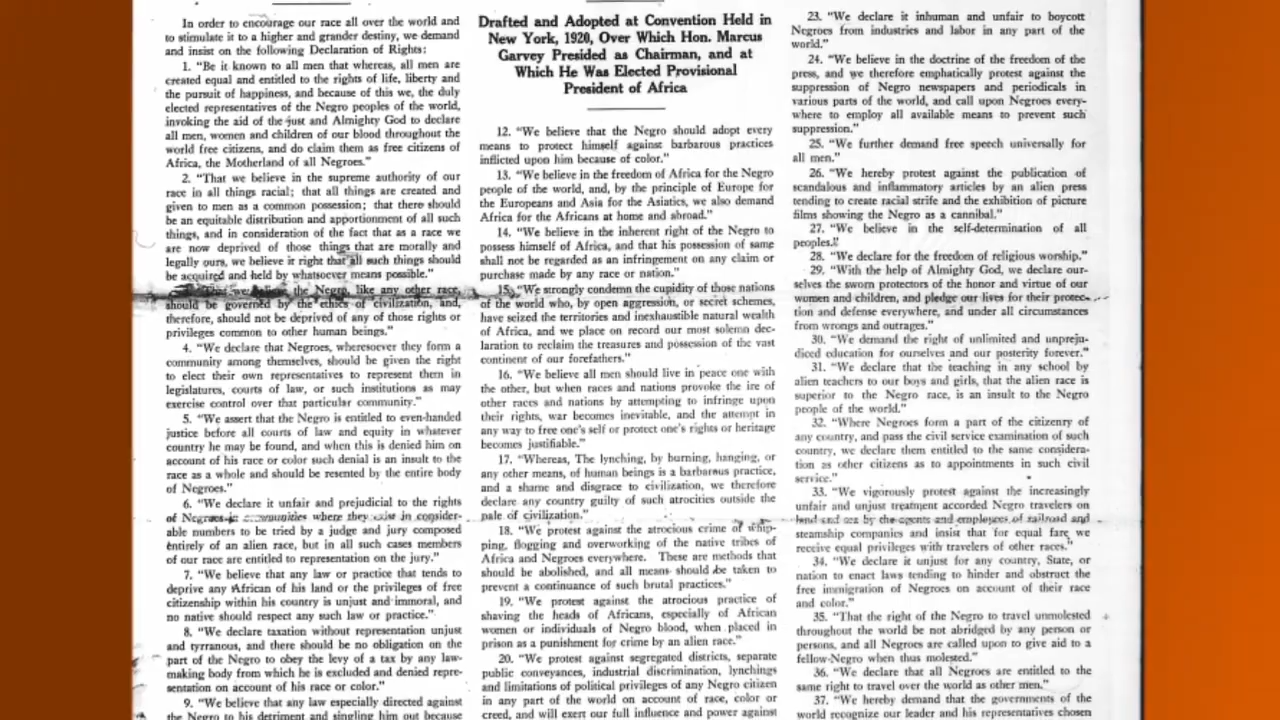 In order to encourage our race all over the world and
to stimulate it to a higher and grander destiny, we demand
and insist on the following Declaration of Rights:
1. "Be it known to all men that whereas, all men are
created equal and entitled to the rights of life, liberty and
the pursuit of happiness, and because of this we, the duly
elected representatives of the Negro peoples of the world,
invoking the aid of the just and Almighty God to declare
all men, women and children of our blood throughout the
world free citizens, and do claim them as free citizens of
Africa, the Motherland of all Negroes."
2. "That we believe in the supreme authority of our
race in all things racial; that all things are created and
given to men as a common possession; that there should
be an equitable distribution and apportionment of all such
things, and in consideration of the fact that as a race we
are now deprived of those things that are morally and
legally ours, we believe it right that all such things should
be acquired and held by whatsoever means possible."
the Negro, like any other race,
should be governed by the ethics of civilization, and,
therefore, should not be deprived of any of those rights or
privileges common to other human beings."
4. "We declare that Negroes, wheresoever they form a
community among themselves, should be given the right
to elect their own representatives to represent them in
legislatures, courts of law, or such institutions as may
exercise control over that particular community."
5. "We assert that the Negro is entitled to even-handed
justice before all courts of law and equity in whatever
country he may be found, and when this is denied him on
account of his race or color such denial is an insult to the
race as a whole and should be resented by the entire body
of Negroes."
6. "We declare it unfair and prejudicial to the rights
of Negroes in communities where they exist in consider-
able numbers to be tried by a judge and jury composed
entirely of an alien race, but in all such cases members
of our race are entitled to representation on the jury."
7. "We believe that any law or practice that tends to
deprive any African of his land or the privileges of free
citizenship within his country is unjust and immoral, and
no native should respect any such law or practice."
8. "We declare taxation without representation unjust
and tyrannous, and there should be no obligation on the
part of the Negro to obey the levy of a tax by any law-
making body from which he is excluded and denied repre-
sentation on account of his race or color."
9. "We believe that any law especially directed against
the Negro to his detriment and singling him out because
Drafted and Adopted at Convention Held in
New York, 1920, Over Which Hon. Marcus
Garvey Presided as Chairman, and at
Which He Was Elected Provisional
President of Africa
12. "We believe that the Negro should adopt every
means to protect himself against barbarous practices
inflicted upon him because of color."
13. "We believe in the freedom of Africa for the Negro
people of the world, and, by the principle of Europe for
the Europeans and Asia for the Asiatics, we also demand
Africa for the Africans at home and abroad."
14. "We believe in the inherent right of the Negro to
possess himself of Africa, and that his possession of same
shall not be regarded as an infringement on any claim or
purchase made by any race or nation."
15. "We strongly condemn the cupidity of those nations
of the world who, by open aggression, or secret schemes,
have seized the territories and inexhaustible natural wealth
of Africa, and we place on record our most solemn dec-
laration to reclaim the treasures and possession of the vast
continent of our forefathers."
16. "We believe all men should live in peace one with
the other, but when races and nations provoke the ire of
other races and nations by attempting to infringe upon
their rights, war becomes inevitable, and the attempt in
any way to free one's self or protect one's rights or heritage
becomes justifiable."
17. "Whereas, The lynching, by burning, hanging, or
any other means, of human beings is a barbarous practice,
and a shame and disgrace to civilization, we therefore
declare any country guilty of such atrocities outside the
pale of civilization."
18. "We protest against the atrocious crime of whip-
ping, flogging and overworking of the native tribes of
Africa and Negroes everywhere. These are methods that
should be abolished, and all means should be taken to
prevent a continuance of such brutal practices."
19. "We protest against the atrocious practice of
shaving the heads of Africans, especially of African
women or individuals of Negro blood, when placed in
prison as a punishment for crime by an alien race."
20. "We protest against segregated districts, separate
public conveyances, industrial discrimination, lynchings
and limitations of political privileges of any Negro citizen
in any part of the world on account of race, color or
creed, and will exert our full influence and power against
23. "We declare it inhuman and unfair to boycott
Negroes from industries and labor in any part of the
world."
24. "We believe in the doctrine of the freedom of the
press, and we therefore emphatically protest against the
suppression of Negro newspapers and periodicals in
various parts of the world, and call upon Negroes every-
where to employ all available means to prevent such
suppression."
25. "We further demand free speech universally for
all men."
26. "We hereby protest against the publication of
scandalous and inflammatory articles by an alien press
tending to create racial strife and the exhibition of picture
films showing the Negro as a cannibal."
27. "We believe in the self-determination of all
peoples."
28. "We declare for the freedom of religious worship."
29. "With the help of Almighty God, we declare our-
selves the sworn protectors of the honor and virtue of our
women and children, and pledge our lives for their protec-
tion and defense everywhere, and under all circumstances
from wrongs and outrages."
30. "We demand the right of unlimited and unpreju-
diced education for ourselves and our posterity forever."
31. "We declare that the teaching in any school by
alien teachers to our boys and girls, that the alien race is
superior to the Negro race, is an insult to the Negro
people of the world."
32. "Where Negroes form a part of the citizenry of
any country, and pass the civil service examination of such
country, we declare them entitled to the same considera-
tion as other citizens as to appointments in such civil
service."
33. "We vigorously protest against the increasingly
unfair and unjust treatment accorded Negro travelers on
land and sea by the agents and employees of railroad and
steamship companies and insist that for equal fare we
receive equal privileges with travelers of other races."
34. "We declare it unjust for any country, State, or
nation to enact laws tending to hinder and obstruct the
free immigration of Negroes on account of their race
and color."
35. "That the right of the Negro to travel unmolested
throughout the world be not abridged by any person or
persons, and all Negroes are called upon to give aid to a
fellow-Negro when thus molested."
36. "We declare that all Negroes are entitled to the
same right to travel over the world as other men."
37. "We hereby demand that the governments of the
world recognize our leader and his representatives chosen